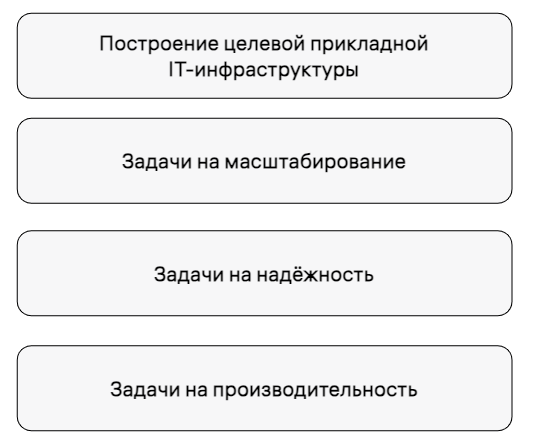 Построение целевой прикладной
IT-инфраструктуры
Задачи на масштабирование
Задачи на надёжность
Задачи на производительность